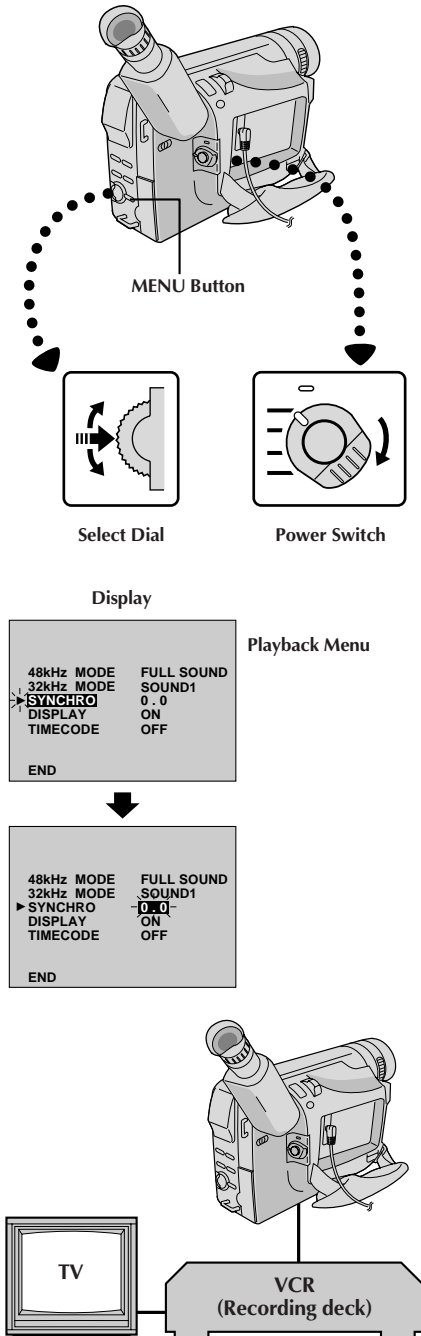 MENU Button
Select Dial
Power Switch
Display
Playback Menu
48kHz MODE FULL SOUND
32kHz MODE SOUND1
►SYNCHRO 0.0
DISPLAY ON
TIMECODE OFF
END
48kHz MODE FULL SOUND
32kHz MODE SOUND1
►SYNCHRO 0.0
DISPLAY ON
TIMECODE OFF
END
TV
VCR
(Recording deck)